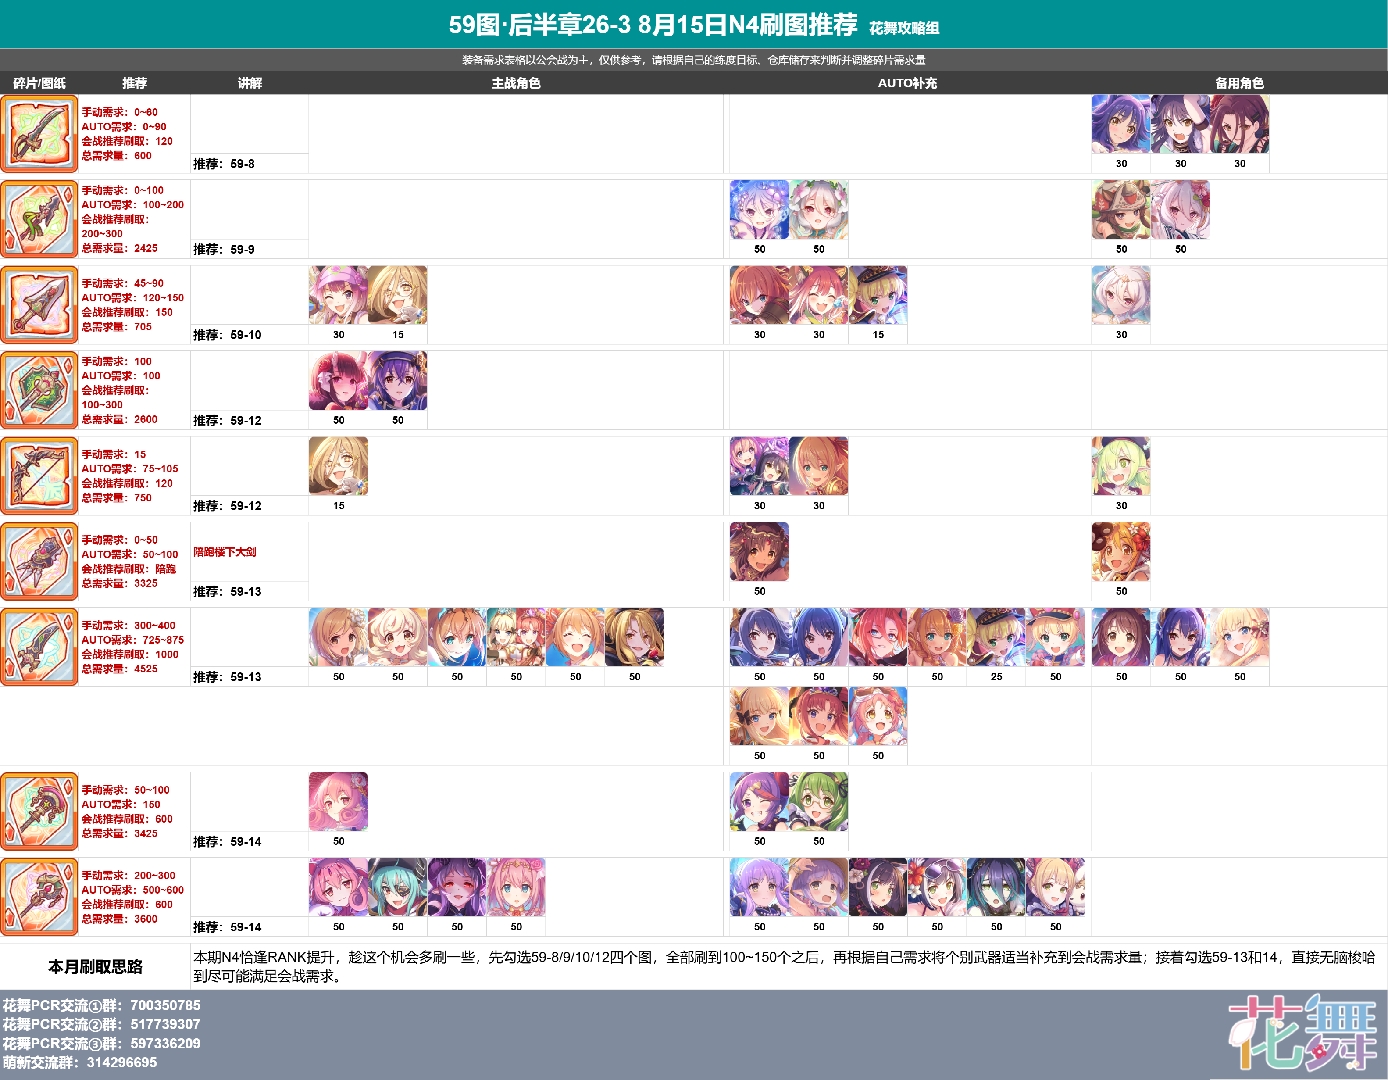 59图·后半章26-3 8月15日N4刷图推荐 花舞攻略组
装备需求表格以公会战为主，仅供参考，请根据自己的练度目标、仓库储存来判断并调整碎片需求量
碎片/图纸 推荐 讲解 主战角色 AUTO补充 备用角色
手动需求：0~60
AUTO需求：0~90
会战推荐刷取：120
总需求量：600
推荐：59-8
30 30 30
手动需求：0~100
AUTO需求：100~200
会战推荐刷取：
200~300
总需求量：2425
推荐：59-9
50 50 50 50
手动需求：45~90
AUTO需求：120~150
会战推荐刷取：150
总需求量：705
推荐：59-10
30 15 30 30 15 30
手动需求：100
AUTO需求：100
会战推荐刷取：
100~300
总需求量：2600
推荐：59-12
50 50
手动需求：15
AUTO需求：75~105
会战推荐刷取：120
总需求量：750
推荐：59-12
15 30 30 30
手动需求：0~50
AUTO需求：50~100
会战推荐刷取：陪跑
总需求量：3325
陪跑楼下大剑
推荐：59-13
50 50
手动需求：300~400
AUTO需求：725~875
会战推荐刷取：1000
总需求量：4525
推荐：59-13
50 50 50 50 50 50 50 50 50 50 25 50 50 50 50
50 50 50
手动需求：50~100
AUTO需求：150
会战推荐刷取：600
总需求量：3425
推荐：59-14
50 50 50
手动需求：200~300
AUTO需求：500~600
会战推荐刷取：600
总需求量：3600
推荐：59-14
50 50 50 50 50 50 50 50 50 50
本月刷取思路
本期N4恰逢RANK提升，趁这个机会多刷一些，先勾选59-8/9/10/12四个图，全部刷到100~150个之后，再根据自己需求将个别武器适当补充到会战需求量；接着勾选59-13和14，直接无脑梭哈
到尽可能满足会战需求。
花舞PCR交流①群：700350785
花舞PCR交流②群：517739307
花舞PCR交流③群：597336209
萌新交流群：314296695
花舞